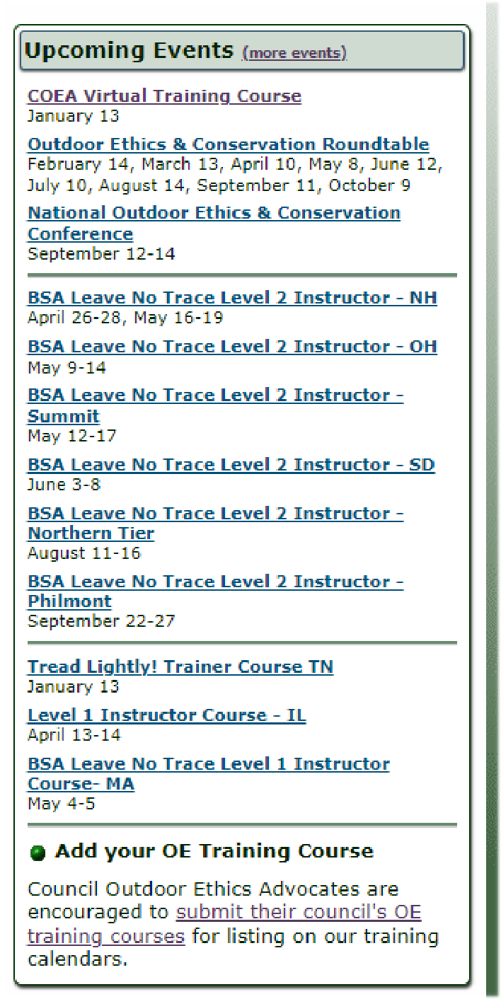 Upcoming Events (more events)
COEA Virtual Training Course
January 13
Outdoor Ethics & Conservation Roundtable
February 14, March 13, April 10, May 8, June 12,
July 10, August 14, September 11, October 9
National Outdoor Ethics & Conservation
Conference
September 12-14
BSA Leave No Trace Level 2 Instructor - NH
April 26-28, May 16-19
BSA Leave No Trace Level 2 Instructor - OH
May 9-14
BSA Leave No Trace Level 2 Instructor -
Summit
May 12-17
BSA Leave No Trace Level 2 Instructor - SD
June 3-8
BSA Leave No Trace Level 2 Instructor -
Northern Tier
August 11-16
BSA Leave No Trace Level 2 Instructor -
Philmont
September 22-27
Tread Lightly! Trainer Course TN
January 13
Level 1 Instructor Course - IL
April 13-14
BSA Leave No Trace Level 1 Instructor
Course- MA
May 4-5
Add your OE Training Course
Council Outdoor Ethics Advocates are
encouraged to submit their council's OE
training courses for listing on our training
calendars.